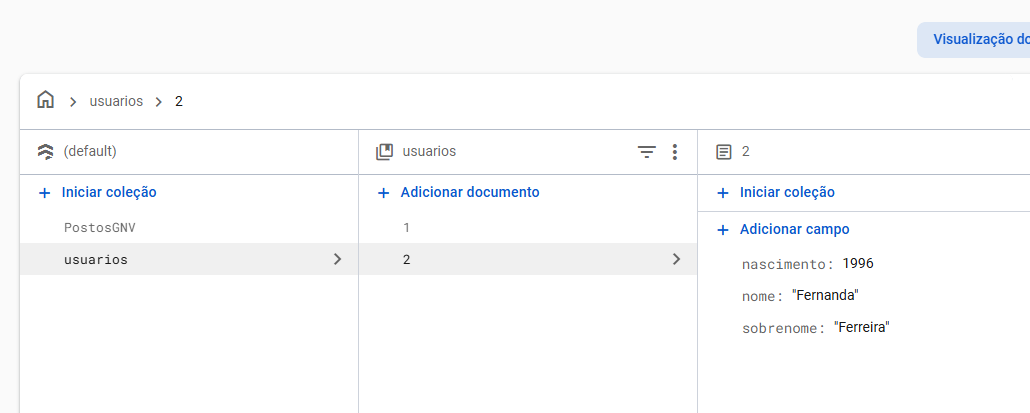 Visualização do
usuarios
2
(default)
usuarios
2
Iniciar coleção
Adicionar documento
Iniciar coleção
PostosGNV
1
Adicionar campo
usuarios
2
nascimento: 1996
nome: "Fernanda"
sobrenome: "Ferreira"